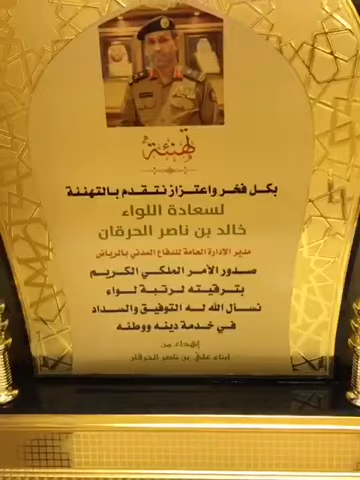 تهنئة
بكل فخر واعتزاز نتقدم بالتهنئة
لسعادة اللواء
خالد بن ناصر الحرقان
مدير الإدارة العامة للدفاع المدني بالرياض
صدور الأمر الملكي الكريم
بترقيته لرتبة لواء
نسأل الله له التوفيق والسداد
في خدمة دينه ووطنه
إهداء من
ابناء علي بن ناصر الحرقان